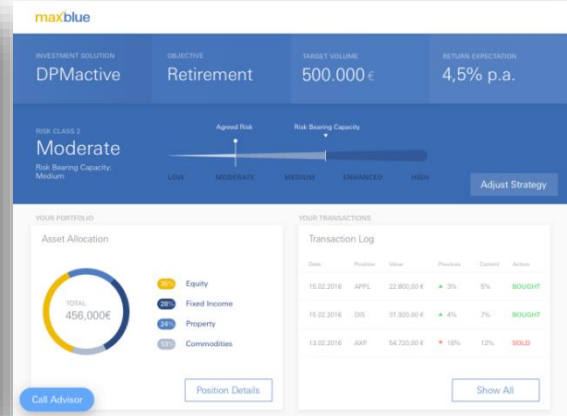 maxblue
INVESTMENT SOLUTION
DPMactive
OBJECTIVE
Retirement
TARGET VOLUME
500.000 €
RETURN EXPECTATION
4,5% p.a.
RISK CLASS 2
Moderate
Risk Bearing Capacity:
Medium
Agreed Risk
Risk Bearing Capacity
LOW MODERATE MEDIUM ENHANCED HIGH
Adjust Strategy
YOUR PORTFOLIO
Asset Allocation
TOTAL
456,000€
Equity
28% Fixed Income
24% Property
Commodities
Position Details
Call Advisor
YOUR TRANSACTIONS
Transaction Log
Date Position Value Previous Current Action
15.02.2016 APPL 22.800,00 € ▲ 3% 5% BOUGHT
15.02.2016 DIS 31.920,00 € ▲ 4% 7% BOUGHT
13.02.2016 AXP 54.720,00 € ▼ 16% 12% SOLD
Show All